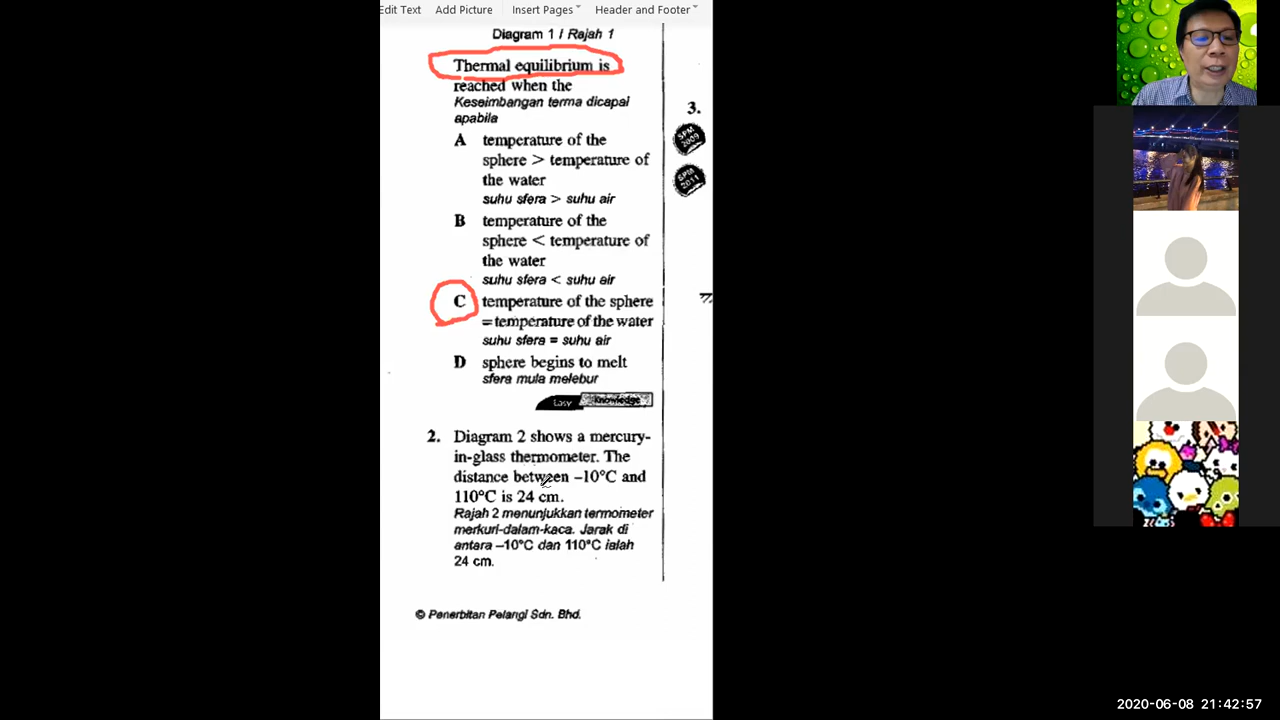 Edit Text Add Picture Insert Pages Header and Footer
Diagram 1 / Rajah 1
Thermal equilibrium is
reached when the
Keseimbangan terma dicapai
apabila
A temperature of the
sphere > temperature of
the water
suhu sfera > suhu air
B temperature of the
sphere < temperature of
the water
suhu sfera < suhu air
C temperature of the sphere
= temperature of the water
suhu sfera = suhu air
D sphere begins to melt
sfera mula melebur
Easy Knowledge
2. Diagram 2 shows a mercury-
in-glass thermometer. The
distance between –10°C and
110°C is 24 cm.
Rajah 2 menunjukkan termometer
merkuri-dalam-kaca. Jarak di
antara –10°C dan 110°C ialah
24 cm.
© Penerbitan Pelangi Sdn. Bhd.
3.
SPM
2009
SPM
2011
2020-06-08 21:42:57